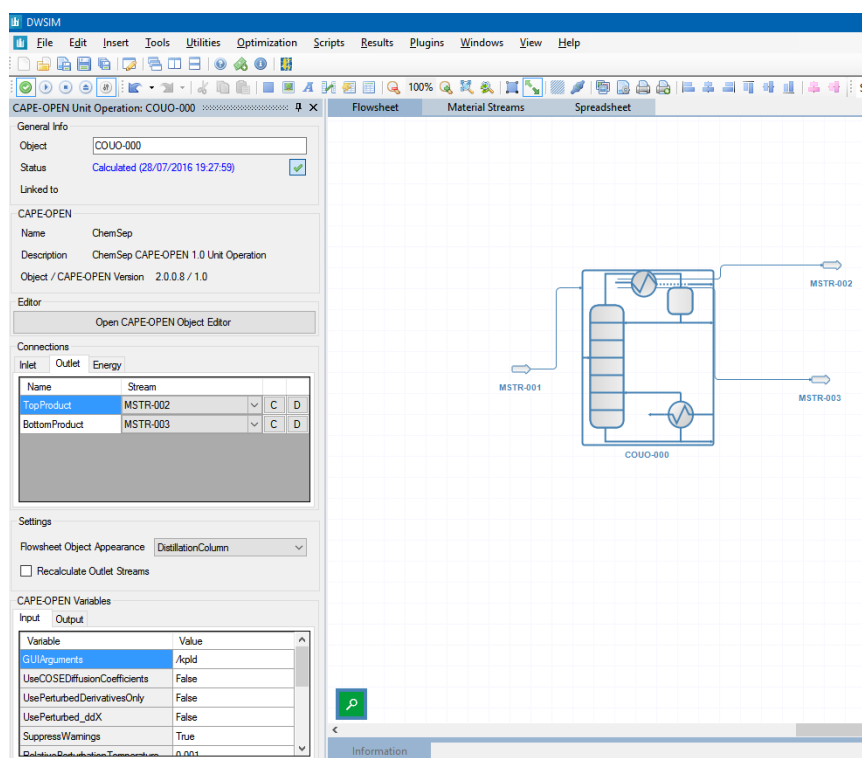 DWSIM
File Edit Insert Tools Utilities Optimization Scripts Results Plugins Windows View Help
100%
CAPE-OPEN Unit Operation: COUO-000
Flowsheet Material Streams Spreadsheet
General Info
Object COUO-000
Status Calculated (28/07/2016 19:27:59)
Linked to
CAPE-OPEN
Name ChemSep
Description ChemSep CAPE-OPEN 1.0 Unit Operation
Object / CAPE-OPEN Version 2.0.0.8 / 1.0
Editor
Open CAPE-OPEN Object Editor
Connections
Inlet Outlet Energy
Name Stream
TopProduct MSTR-002 C D
BottomProduct MSTR-003 C D
Settings
Flowsheet Object Appearance DistillationColumn
Recalculate Outlet Streams
CAPE-OPEN Variables
Input Output
Variable Value
GUIArguments /kpld
UseCOSEDiffusionCoefficients False
UsePerturbedDerivativesOnly False
UsePerturbed_ddX False
SuppressWarnings True
RelativePerturbationTemperature 0.001
MSTR-002
MSTR-001
MSTR-003
COUO-000
Information